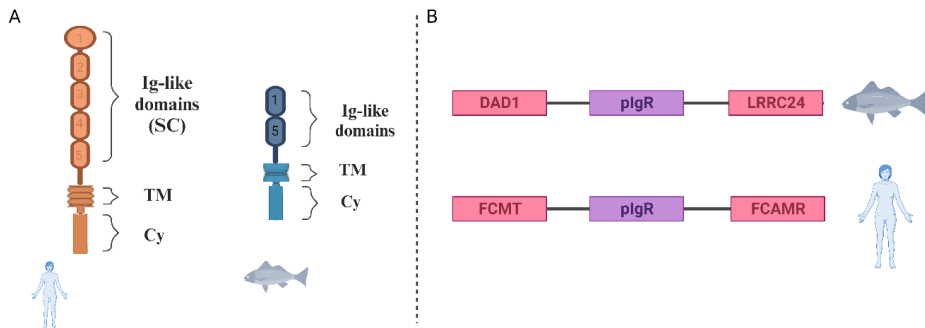 A
1
2
3
4
5
Ig-like
domains
(SC)
TM
Cy
1
5
Ig-like
domains
TM
Cy
B
DAD1
pIgR
LRRC24
FCMT
pIgR
FCAMR